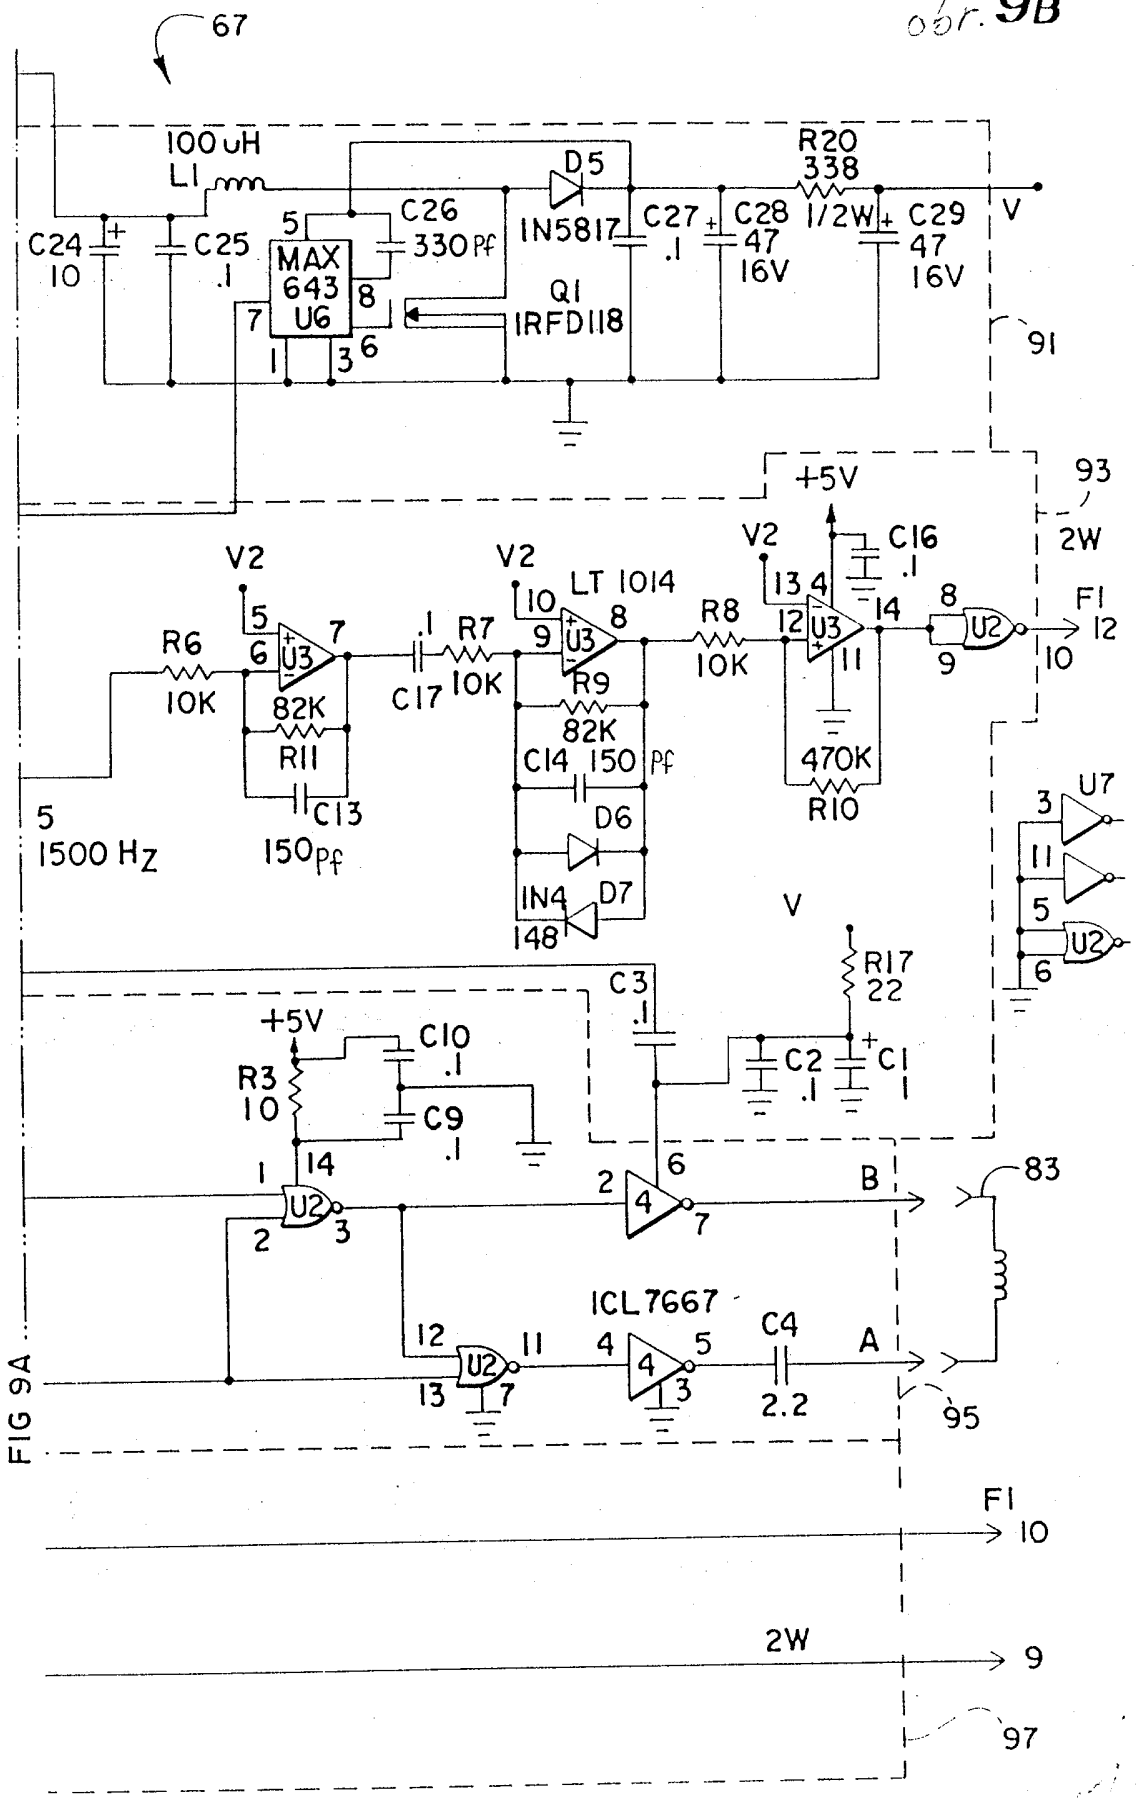 obr. 9B
67
100 uH
L1
D5
R20
338
1/2W
V
C24
10
+
C25
.1
5
MAX
643
U6
7
8
6
1
3
C26
330 Pf
1N5817
Q1
IRFD118
C27
.1
+
C28
47
16V
+
C29
47
16V
91
93
2W
F1
12
V2
5
6
+
-
U3
7
R6
10K
82K
R11
C13
150 Pf
5
1500 HZ
.1
C17
R7
10K
V2
10
9
+
-
U3
8
LT 1014
R9
82K
C14 150 Pf
D6
1N4
148
D7
R8
10K
V2
13
12
4
-
+
U3
14
11
+5V
C16
.1
470K
R10
8
9
U2
10
U7
3
11
5
6
U2
V
R17
22
C3
.1
C2
.1
+
C1
1
+5V
R3
10
C10
.1
C9
.1
14
1
2
U2
3
2
4
6
7
B
83
ICL7667
12
13
U2
11
7
4
4
5
3
C4
2.2
A
95
FIG 9A
F1
10
2W
9
97